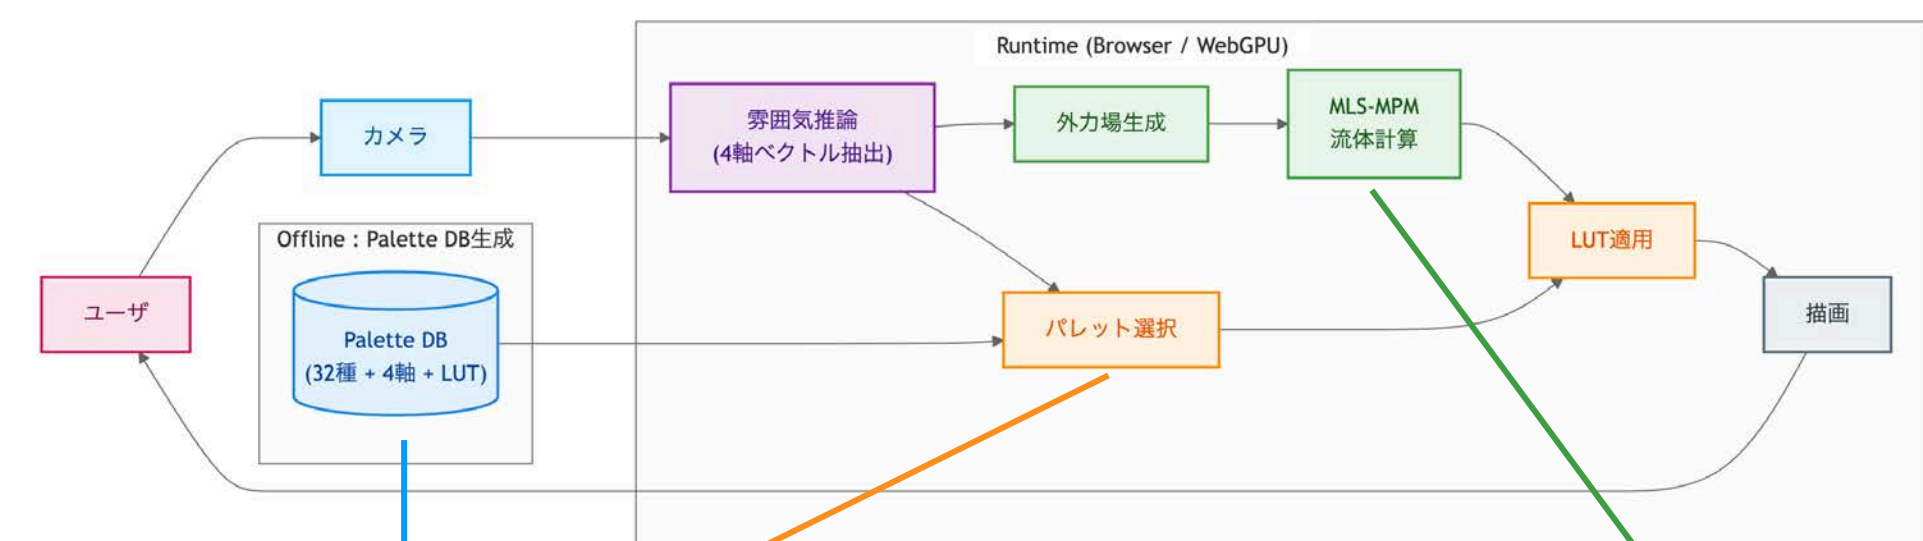 Runtime (Browser / WebGPU)
カメラ
雰囲気推論
(4軸ベクトル抽出)
外力場生成
MLS-MPM
流体計算
Offline : Palette DB生成
LUT適用
ユーザ
Palette DB
(32種 + 4軸 + LUT)
パレット選択
描画